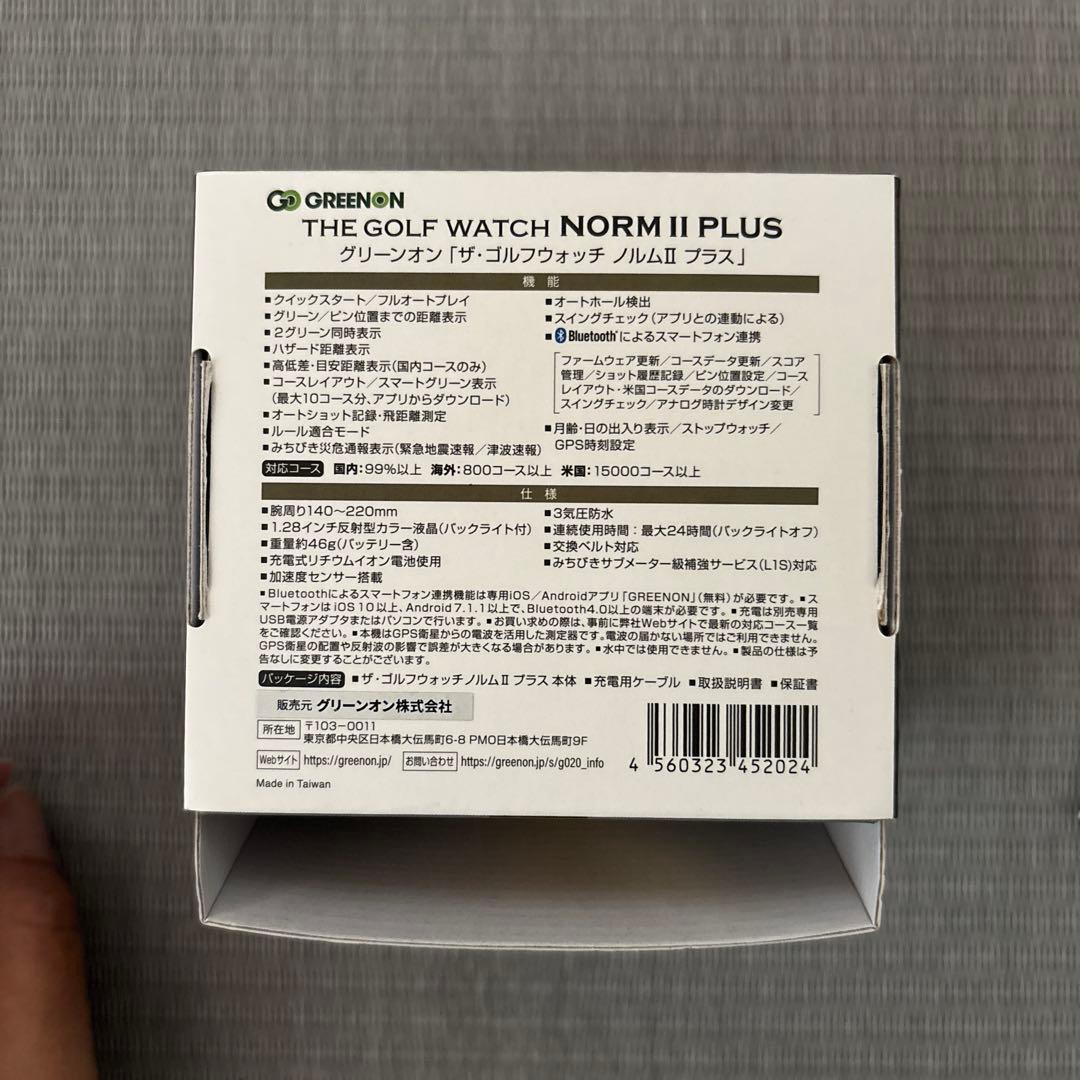 GREENON
THE GOLF WATCH NORM II PLUS
グリーンオン「ザ・ゴルフウォッチ ノルムⅡ プラス」
機能
■クイックスタート／フルオートプレイ
■グリーン／ピン位置までの距離表示
■2グリーン同時表示
■ハザード距離表示
■高低差・目安距離表示(国内コースのみ)
■コースレイアウト／スマートグリーン表示
(最大10コース分、アプリからダウンロード)
■オートショット記録・飛距離測定
■ルール適合モード
■みちびき災危通報表示(緊急地震速報／津波速報)
■オートホール検出
■スイングチェック(アプリとの連動による)
■Bluetooth®によるスマートフォン連携
ファームウェア更新／コースデータ更新／スコア
管理／ショット履歴記録／ピン位置設定／コース
レイアウト・米国コースデータのダウンロード／
スイングチェック／アナログ時計デザイン変更
■月齢・日の出入り表示／ストップウォッチ／
GPS時刻設定
対応コース 国内:99%以上 海外:800コース以上 米国:15000コース以上
仕様
■腕周り140～220mm
■1.28インチ反射型カラー液晶(バックライト付)
■重量約46g(バッテリー含)
■充電式リチウムイオン電池使用
■加速度センサー搭載
■3気圧防水
■連続使用時間：最大24時間(バックライトオフ)
■交換ベルト対応
■みちびきサブメーター級補強サービス(L1S)対応
■Bluetoothによるスマートフォン連携機能は専用iOS／Androidアプリ「GREENON」(無料)が必要です。■ス
マートフォンはiOS 10以上、Android 7.1.1以上で、Bluetooth4.0以上の端末が必要です。■充電は別売専用
USB電源アダプタまたはパソコンで行います。■お買い求めの際は、事前に弊社Webサイトで最新の対応コース一覧
をご確認ください。■本機はGPS衛星からの電波を活用した測定器です。電波の届かない場所ではご利用できません。
GPS衛星の配置や反射波の影響で誤差が大きくなる場合があります。■水中では使用できません。■製品の仕様は予
告なしに変更することがございます。
パッケージ内容 ■ザ・ゴルフウォッチノルムⅡ プラス 本体 ■充電用ケーブル ■取扱説明書 ■保証書
販売元 グリーンオン株式会社
所在地 〒103-0011
東京都中央区日本橋大伝馬町6-8 PMO日本橋大伝馬町9F
Webサイト https://greenon.jp/ お問い合わせ https://greenon.jp/s/g020_info
Made in Taiwan
4 560323 452024